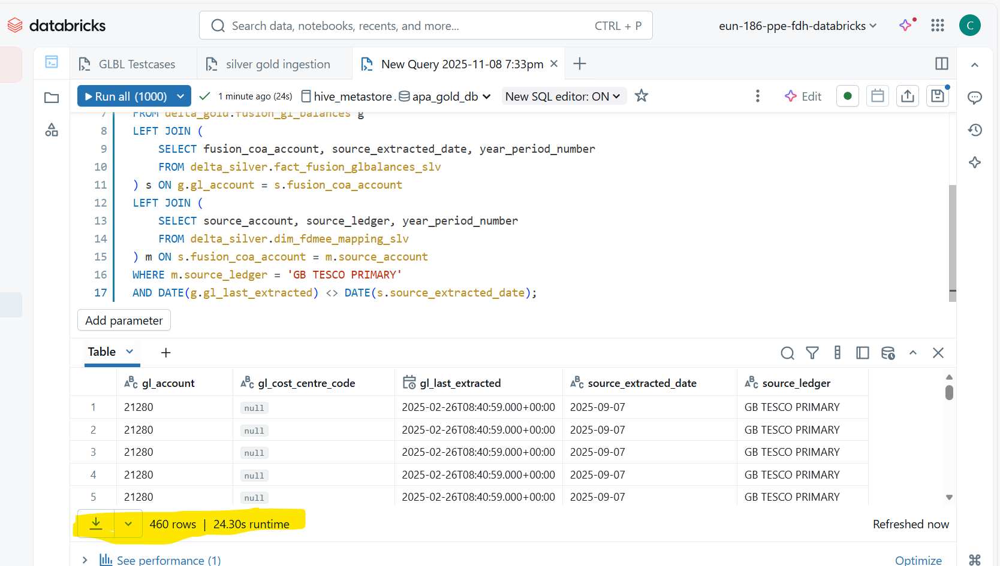 databricks
Search data, notebooks, recents, and more...
CTRL + P
eun-186-ppe-fdh-databricks
C
GLBL Testcases
silver gold ingestion
New Query 2025-11-08 7:33pm
Run all (1000)
1 minute ago (24s)
hive_metastore.apa_gold_db
New SQL editor: ON
Edit
7 FROM delta_gold.fusion_gl_balances g
8 LEFT JOIN (
9 SELECT fusion_coa_account, source_extracted_date, year_period_number
10 FROM delta_silver.fact_fusion_glbalances_slv
11 ) s ON g.gl_account = s.fusion_coa_account
12 LEFT JOIN (
13 SELECT source_account, source_ledger, year_period_number
14 FROM delta_silver.dim_fdmee_mapping_slv
15 ) m ON s.fusion_coa_account = m.source_account
16 WHERE m.source_ledger = 'GB TESCO PRIMARY'
17 AND DATE(g.gl_last_extracted) <> DATE(s.source_extracted_date);
Add parameter
Table
gl_account gl_cost_centre_code gl_last_extracted source_extracted_date source_ledger
1 21280 null 2025-02-26T08:40:59.000+00:00 2025-09-07 GB TESCO PRIMARY
2 21280 null 2025-02-26T08:40:59.000+00:00 2025-09-07 GB TESCO PRIMARY
3 21280 null 2025-02-26T08:40:59.000+00:00 2025-09-07 GB TESCO PRIMARY
4 21280 null 2025-02-26T08:40:59.000+00:00 2025-09-07 GB TESCO PRIMARY
5 21280 null 2025-02-26T08:40:59.000+00:00 2025-09-07 GB TESCO PRIMARY
460 rows | 24.30s runtime
Refreshed now
See performance (1)
Optimize